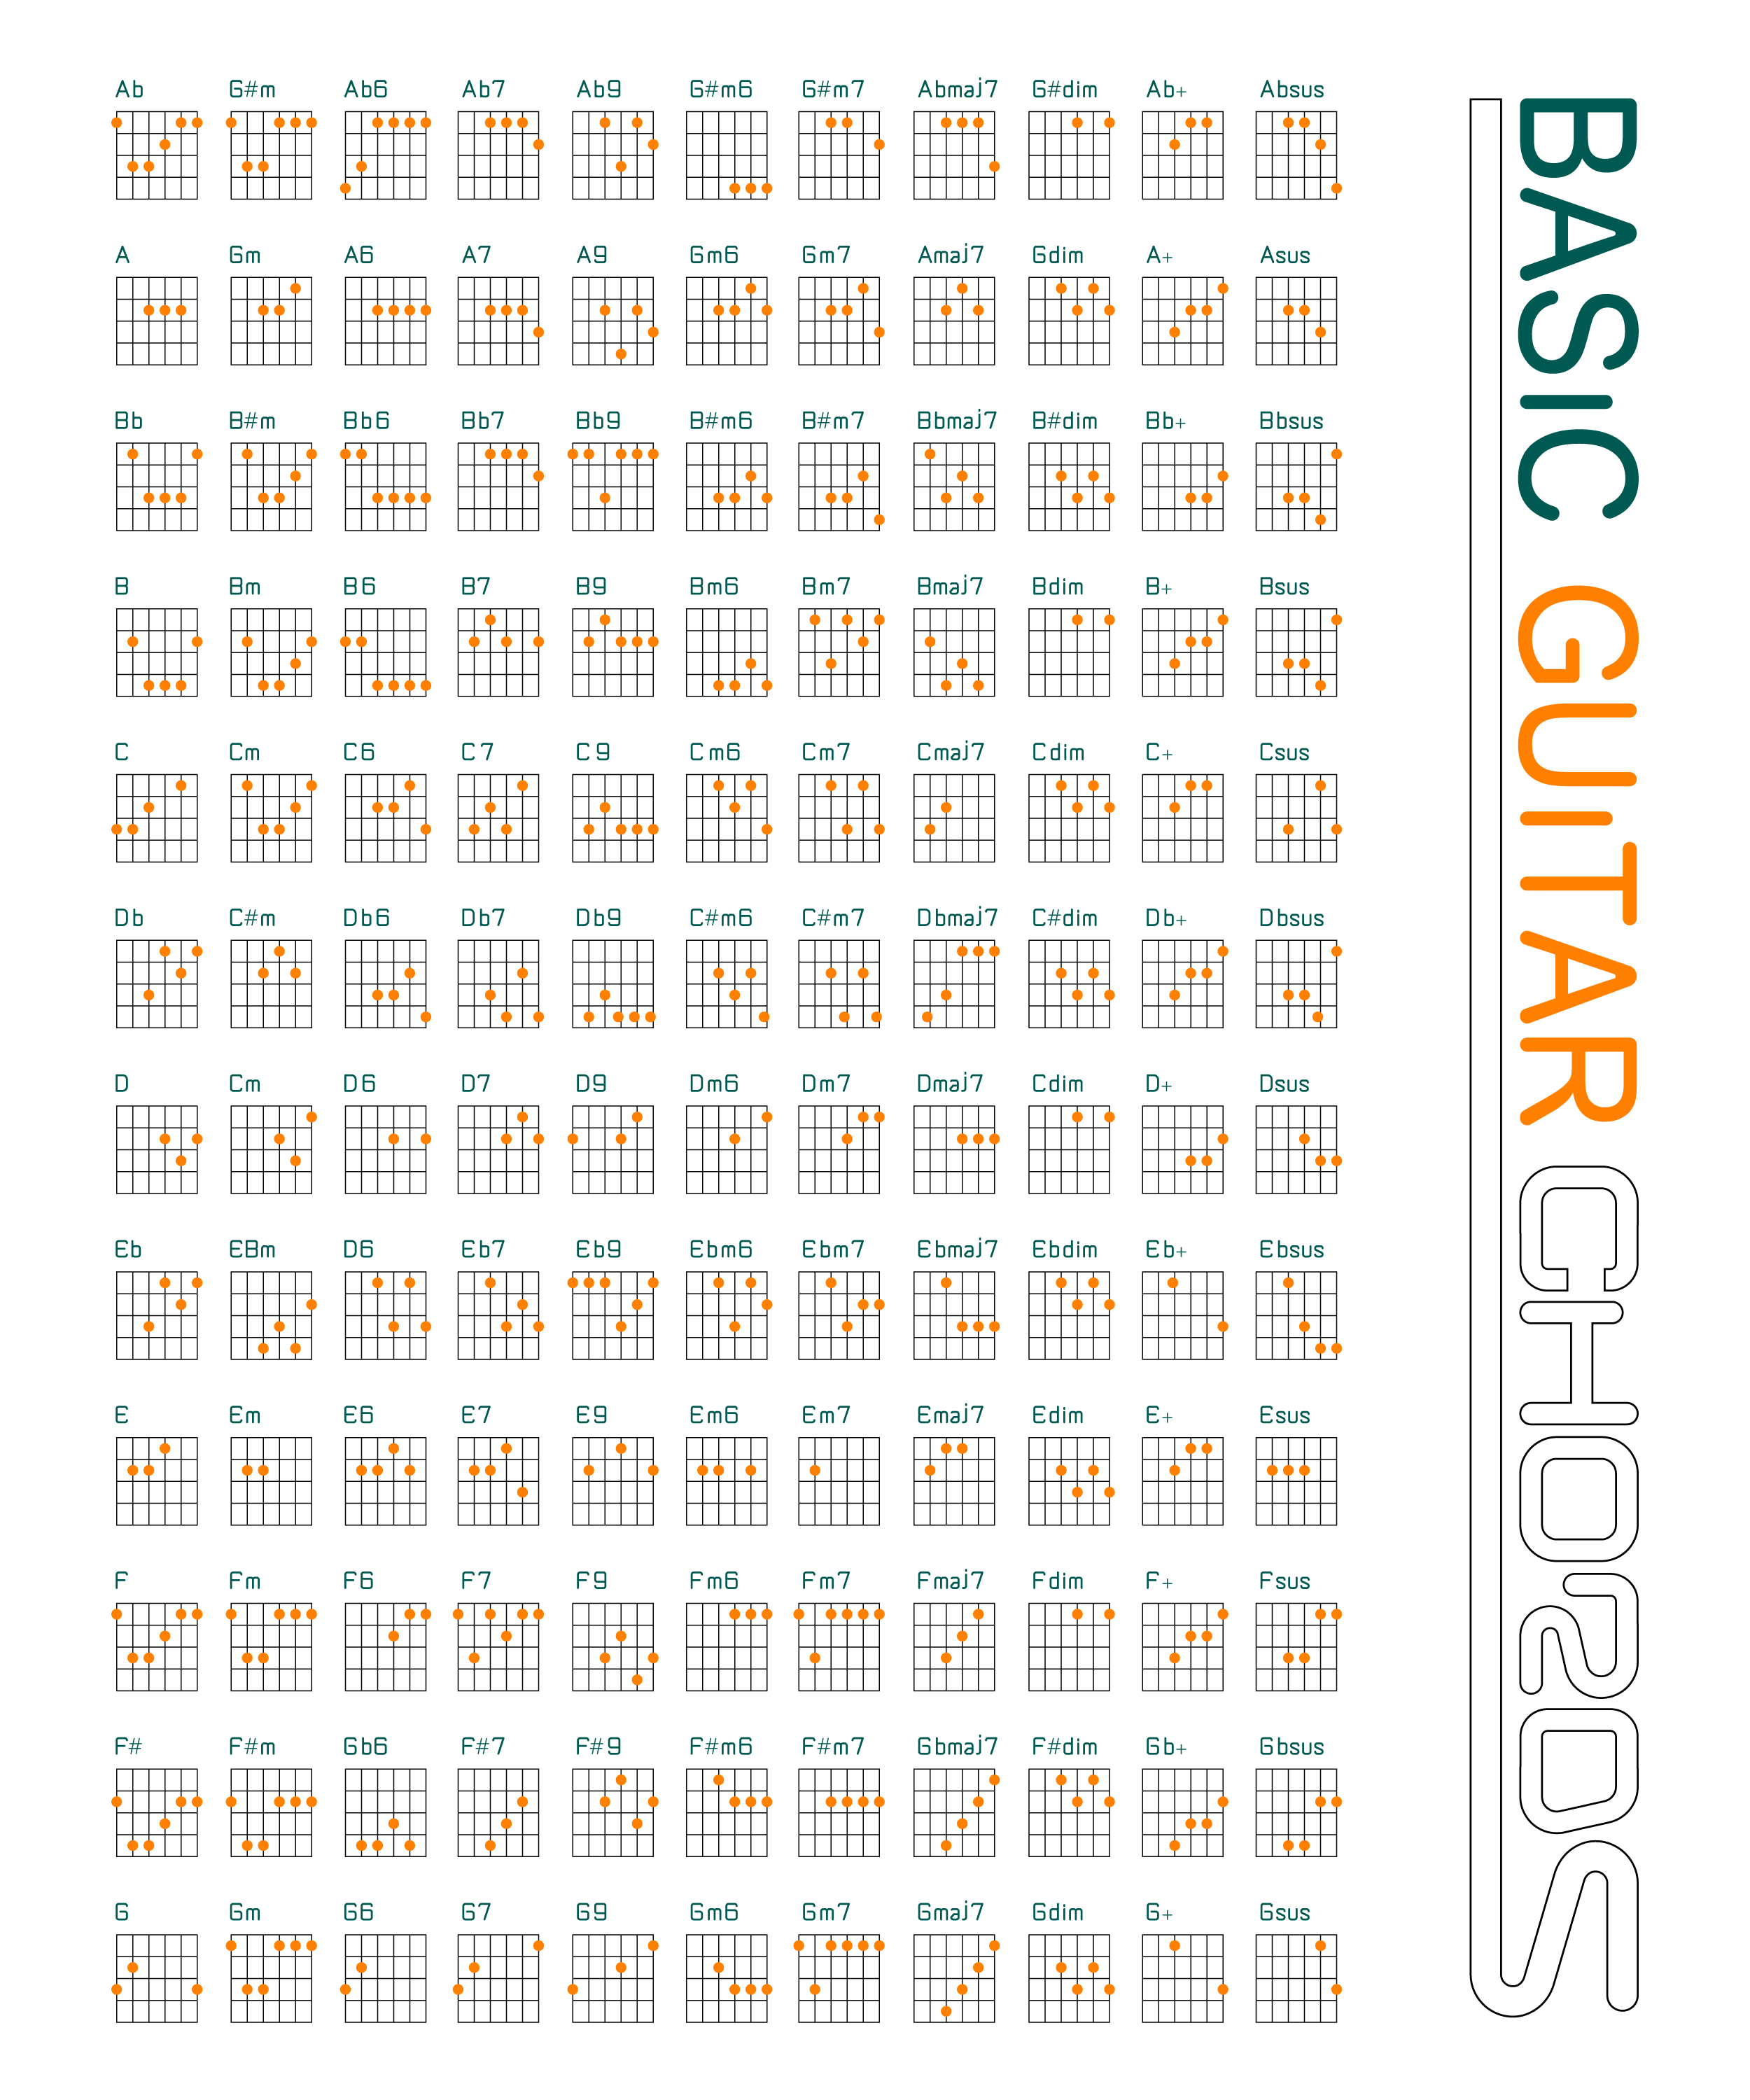 Ab G#m Ab6 Ab7 Ab9 G#m6 G#m7 Abmaj7 G#dim Ab+ Absus
A Gm A6 A7 A9 Gm6 Gm7 Amaj7 Gdim A+ Asus
Bb B#m Bb6 Bb7 Bb9 B#m6 B#m7 Bbmaj7 B#dim Bb+ Bbsus
B Bm B6 B7 B9 Bm6 Bm7 Bmaj7 Bdim B+ Bsus
C Cm C6 C7 C9 Cm6 Cm7 Cmaj7 Cdim C+ Csus
Db C#m Db6 Db7 Db9 C#m6 C#m7 Dbmaj7 C#dim Db+ Dbsus
D Cm D6 D7 D9 Dm6 Dm7 Dmaj7 Cdim D+ Dsus
Eb EBm D6 Eb7 Eb9 Ebm6 Ebm7 Ebmaj7 Ebdim Eb+ Ebsus
E Em E6 E7 E9 Em6 Em7 Emaj7 Edim E+ Esus
F Fm F6 F7 F9 Fm6 Fm7 Fmaj7 Fdim F+ Fsus
F# F#m Gb6 F#7 F#9 F#m6 F#m7 Gbmaj7 F#dim Gb+ Gbsus
G Gm G6 G7 G9 Gm6 Gm7 Gmaj7 Gdim G+ Gsus
BASIC GUITAR CHORDS